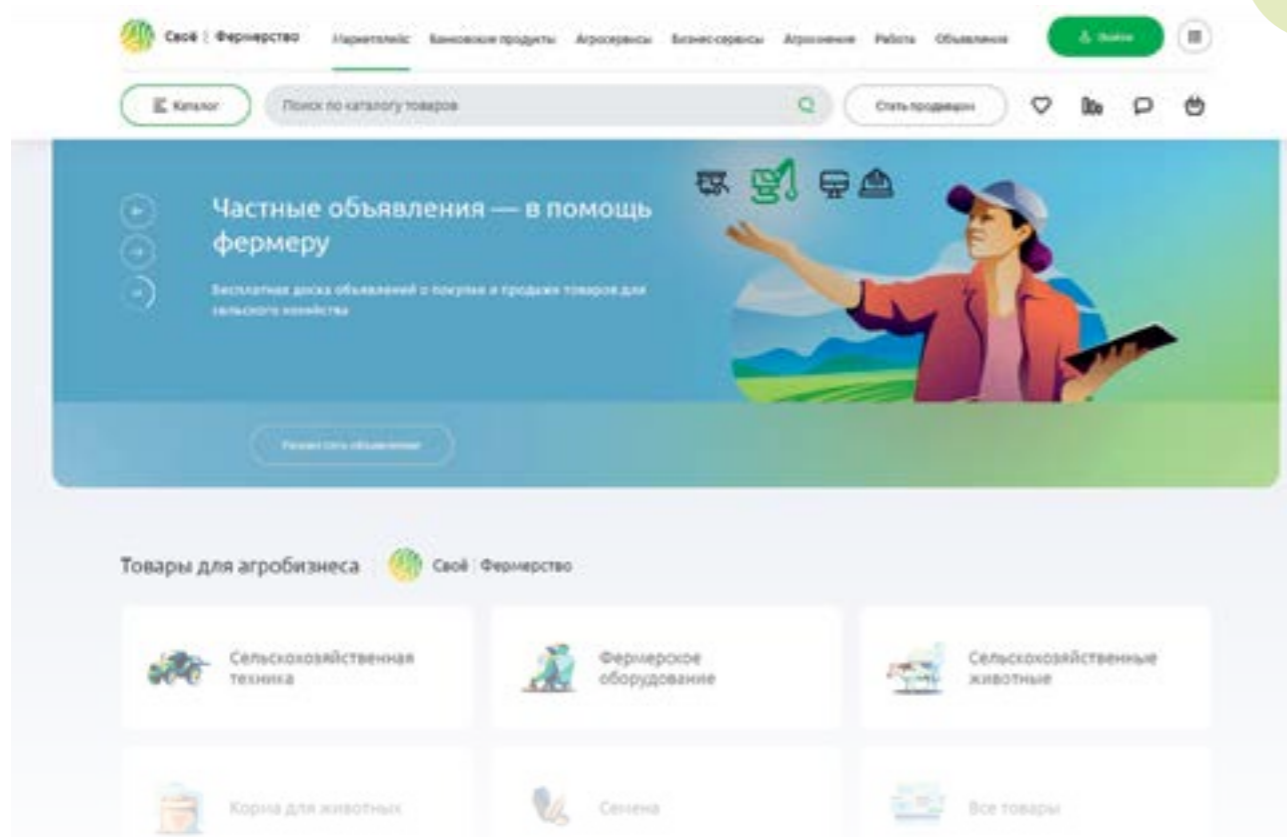 Своё | Фермерство
Маркетплейс Банковские продукты Агросервисы Бизнес-сервисы Агрономия Работа Объявления Войти
Каталог
Поиск по каталогу товаров
Стать продавцом
Частные объявления — в помощь
фермеру
Бесплатная доска объявлений о покупке и продаже товаров для
сельского хозяйства
Разместить объявление
Товары для агробизнеса Своё | Фермерство
Сельскохозяйственная
техника
Фермерское
оборудование
Сельскохозяйственные
животные
Корма для животных
Семена
Все товары